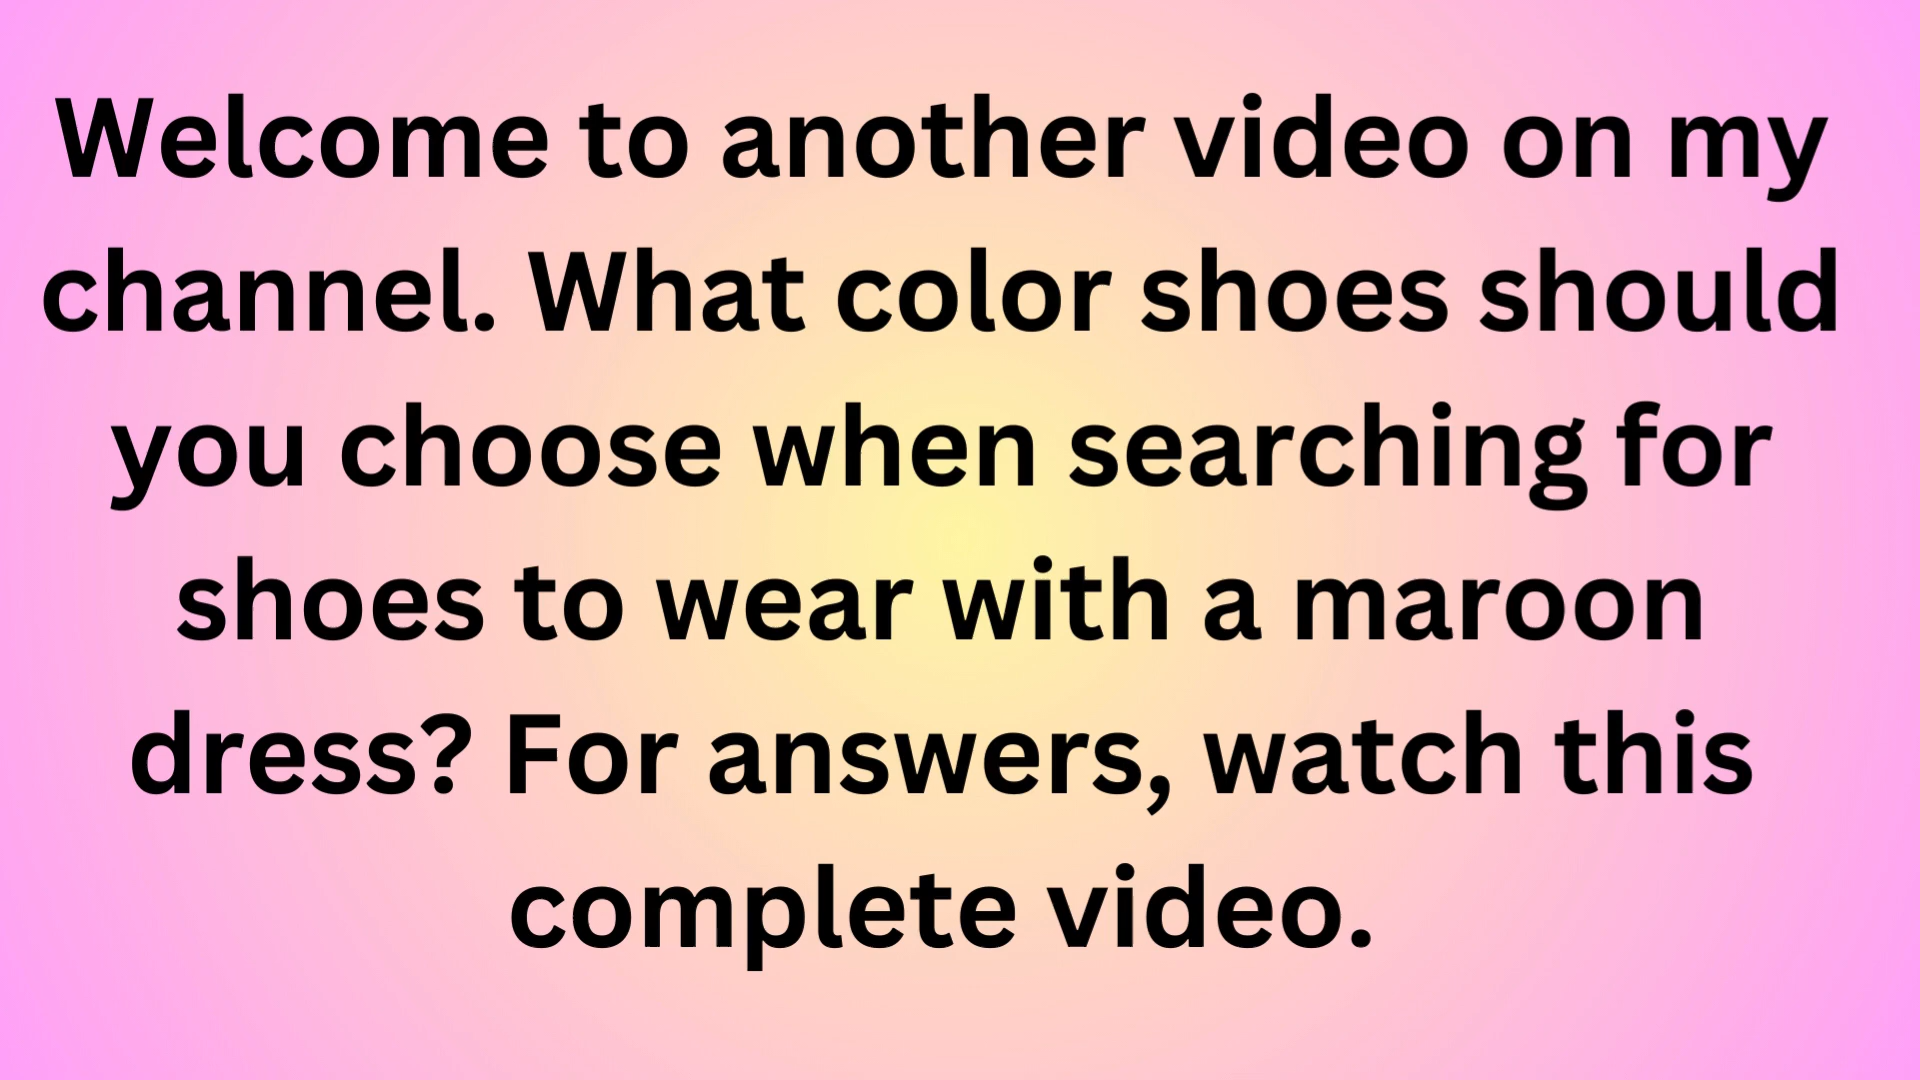 Welcome to another video on my
channel. What color shoes should
you choose when searching for
shoes to wear with a maroon
dress? For answers, watch this
complete video.